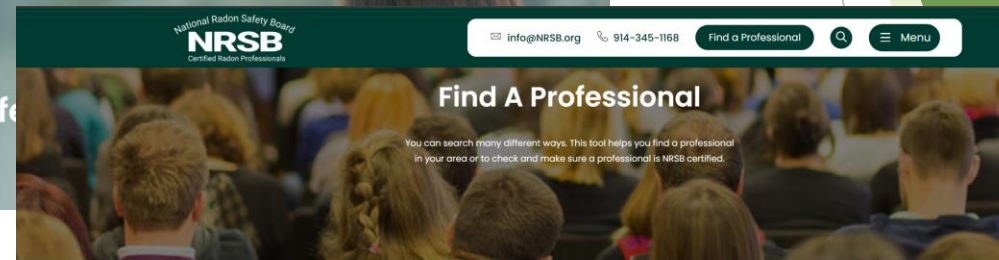 National Radon Safety Board
NRSB
Certified Radon Professionals
info@NRSB.org 914-345-1168 Find a Professional Menu
Find A Professional
You can search many different ways. This tool helps you find a professional
in your area or to check and make sure a professional is NRSB certified.